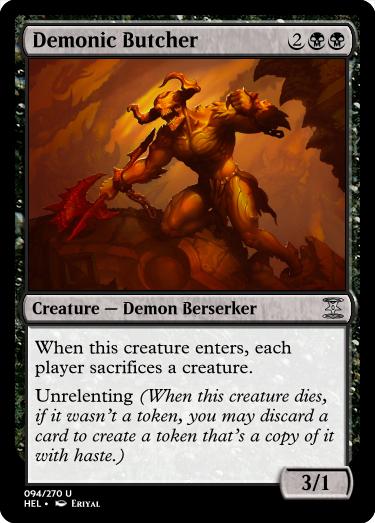 Demonic Butcher 2
Creature — Demon Berserker
When this creature enters, each
player sacrifices a creature.
Unrelenting (When this creature dies,
if it wasn't a token, you may discard a
card to create a token that's a copy of it
with haste.)
3/1
094/270 U
HEL • Eriyal